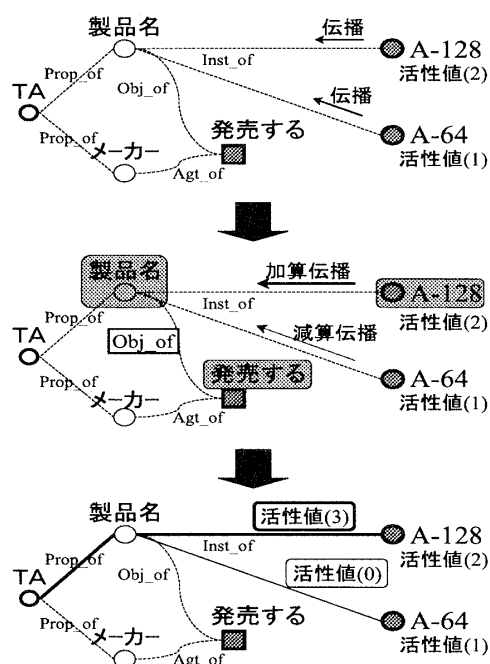 製品名
伝播
A-128
Prop_of
Inst_of
活性値(2)
TA
Obj_of
伝播
発売する
A-64
Prop_of
メーカー
活性値(1)
Agt_of
製品名
加算伝播
A-128
Prop_of
Inst_of
活性値(2)
TA
Obj_of
減算伝播
発売する
A-64
Prop_of
メーカー
活性値(1)
Agt_of
製品名
活性値(3)
A-128
Prop_of
Inst_of
活性値(2)
TA
Obj_of
活性値(0)
発売する
A-64
Prop_of
メーカー
活性値(1)
Agt_of